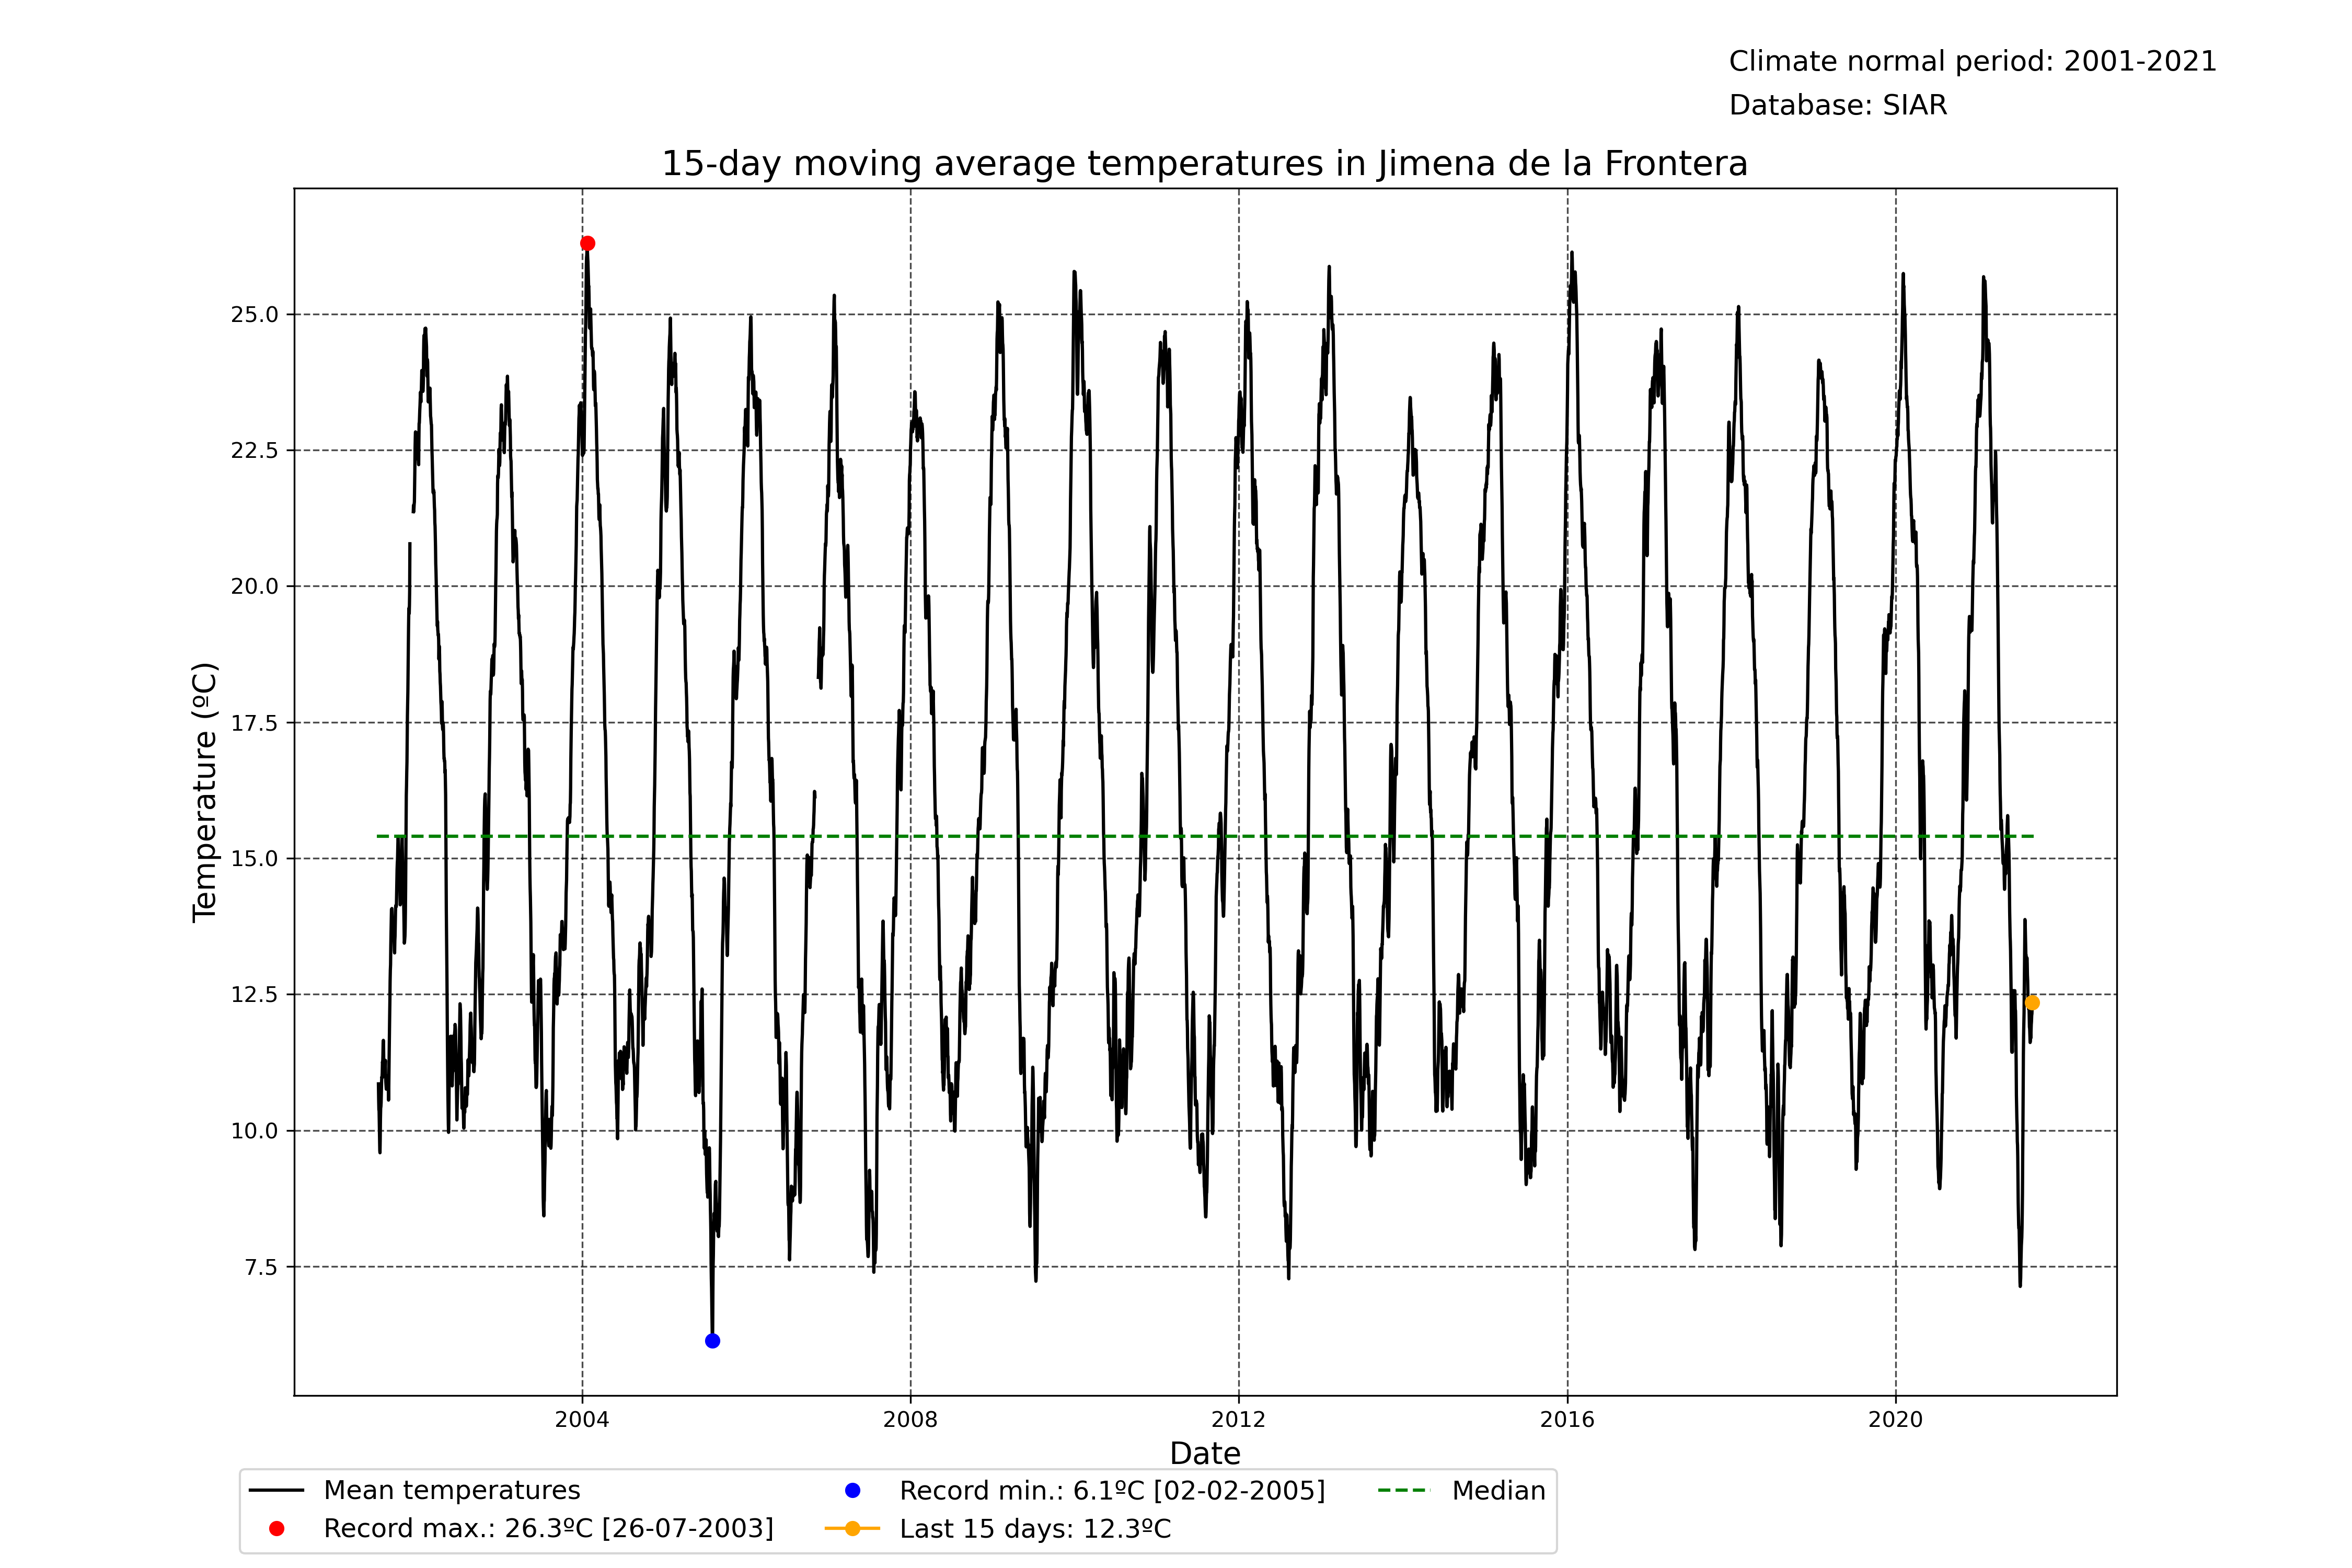 Climate normal period: 2001-2021
Database: SIAR
15-day moving average temperatures in Jimena de la Frontera
25.0
22.5
20.0
17.5
15.0
12.5
10.0
7.5
Temperature (ºC)
2004 2008 2012 2016 2020
Date
Mean temperatures
Record max.: 26.3ºC [26-07-2003]
Record min.: 6.1ºC [02-02-2005]
Last 15 days: 12.3ºC
Median